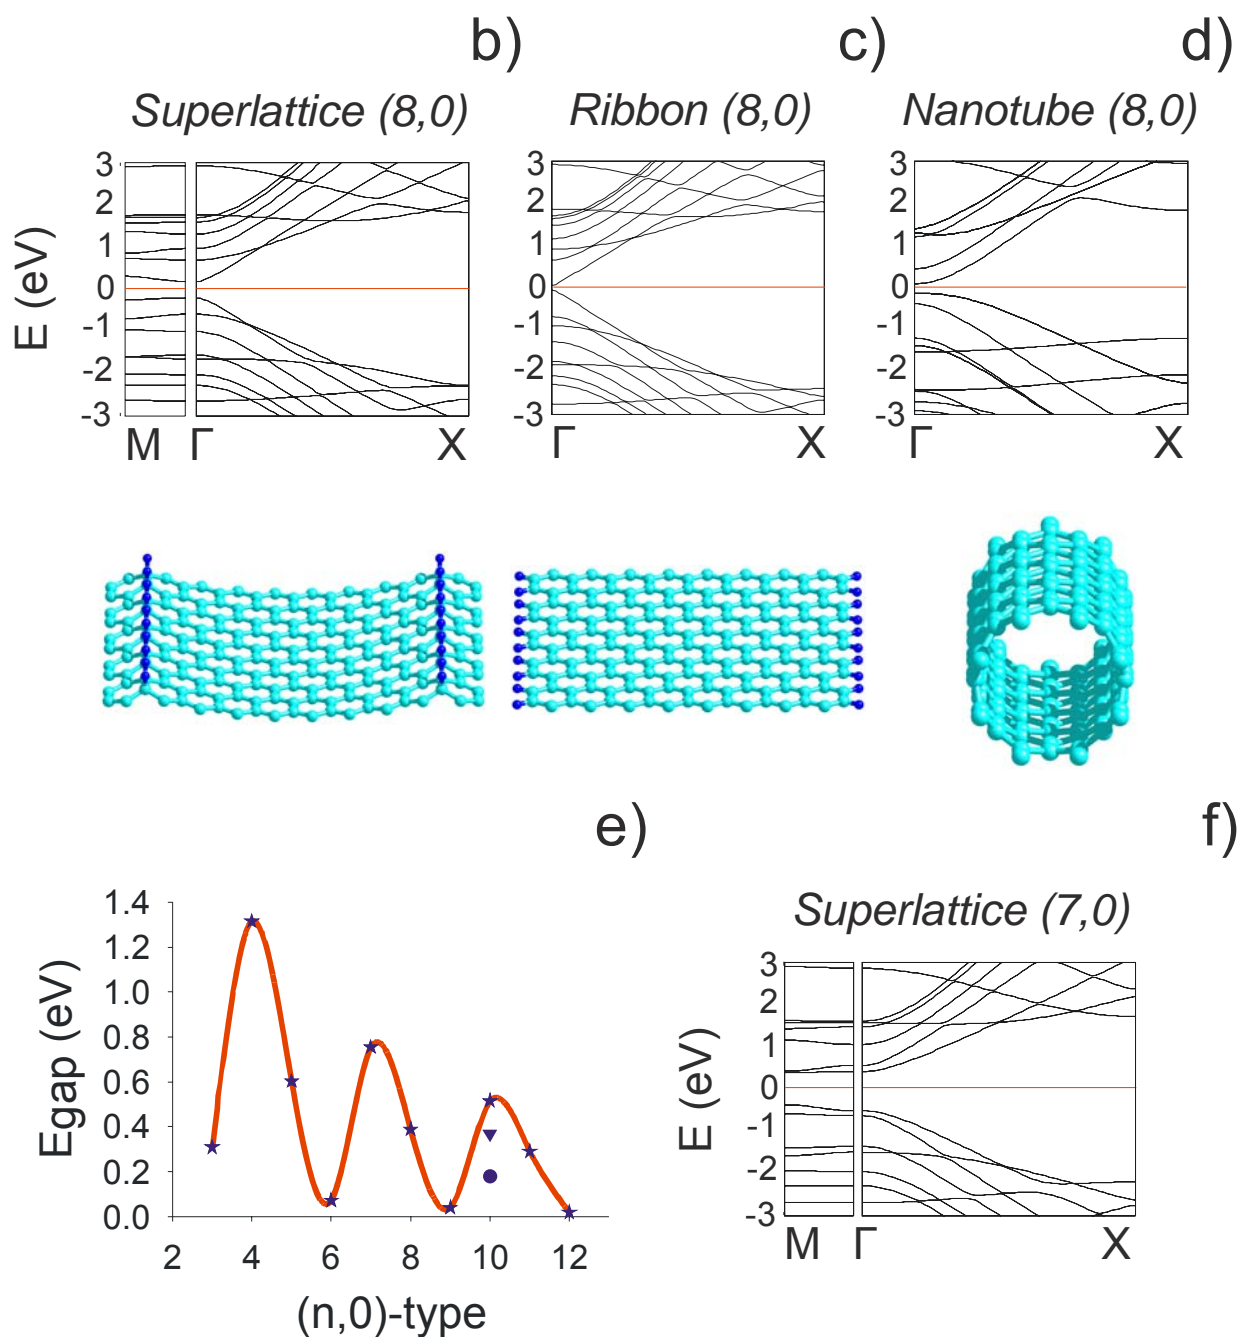 b)
c)
d)
Superlattice (8,0)
Ribbon (8,0)
Nanotube (8,0)
E (eV)
3
2
1
0
-1
-2
-3
M Γ X
3
2
1
0
-1
-2
-3
Γ X
3
2
1
0
-1
-2
-3
Γ X
e)
f)
Egap (eV)
1.4
1.2
1.0
0.8
0.6
0.4
0.2
0.0
2 4 6 8 10 12
(n,0)-type
Superlattice (7,0)
E (eV)
3
2
1
0
-1
-2
-3
M Γ X